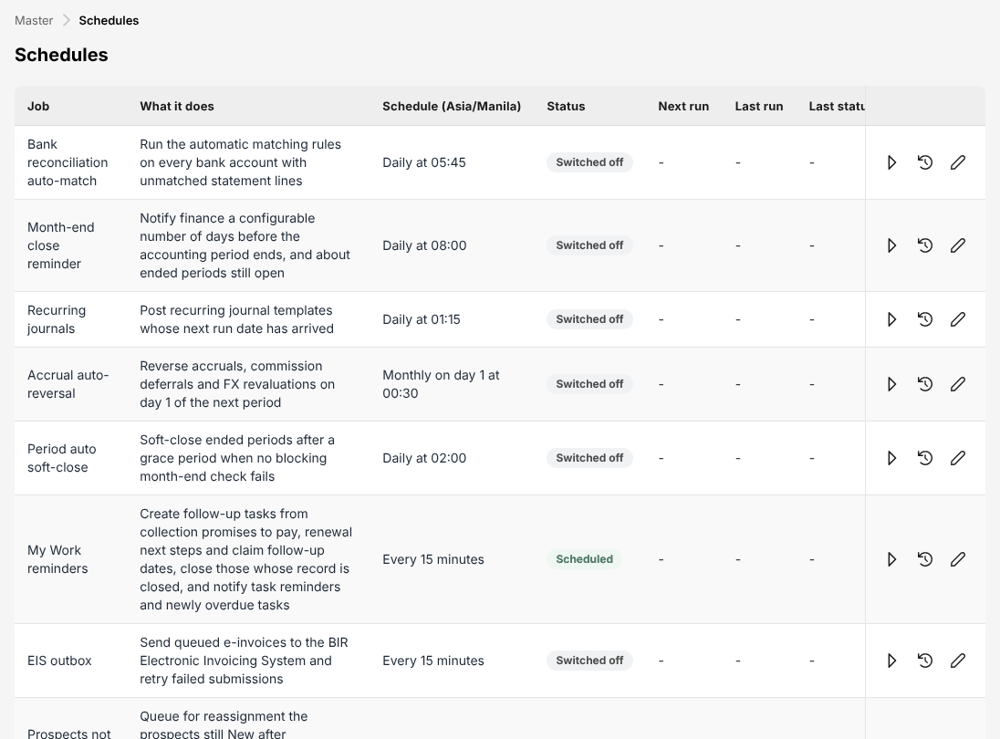 Master > Schedules
Schedules
Job What it does Schedule (Asia/Manila) Status Next run Last run Last statu
Bank
reconciliation
auto-match
Run the automatic matching rules
on every bank account with
unmatched statement lines
Daily at 05:45
Switched off
- - -
Month-end
close
reminder
Notify finance a configurable
number of days before the
accounting period ends, and about
ended periods still open
Daily at 08:00
Switched off
- - -
Recurring
journals
Post recurring journal templates
whose next run date has arrived
Daily at 01:15
Switched off
- - -
Accrual auto-
reversal
Reverse accruals, commission
deferrals and FX revaluations on
day 1 of the next period
Monthly on day 1 at
00:30
Switched off
- - -
Period auto
soft-close
Soft-close ended periods after a
grace period when no blocking
month-end check fails
Daily at 02:00
Switched off
- - -
My Work
reminders
Create follow-up tasks from
collection promises to pay, renewal
next steps and claim follow-up
dates, close those whose record is
closed, and notify task reminders
and newly overdue tasks
Every 15 minutes
Scheduled
- - -
EIS outbox
Send queued e-invoices to the BIR
Electronic Invoicing System and
retry failed submissions
Every 15 minutes
Switched off
- - -
Prospects not
Queue for reassignment the
prospects still New after